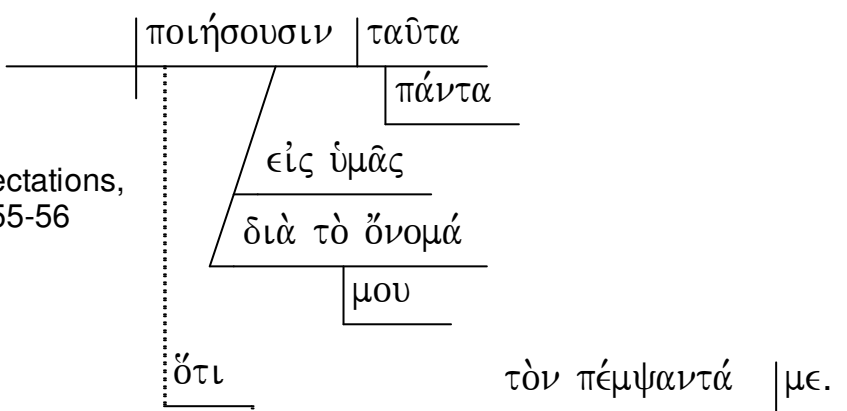 ποιήσουσιν ταῦτα
πάντα
εἰς ὑμᾶς
ectations,
55-56
διὰ τὸ ὄνομά
μου
ὅτι τὸν πέμψαντά με.